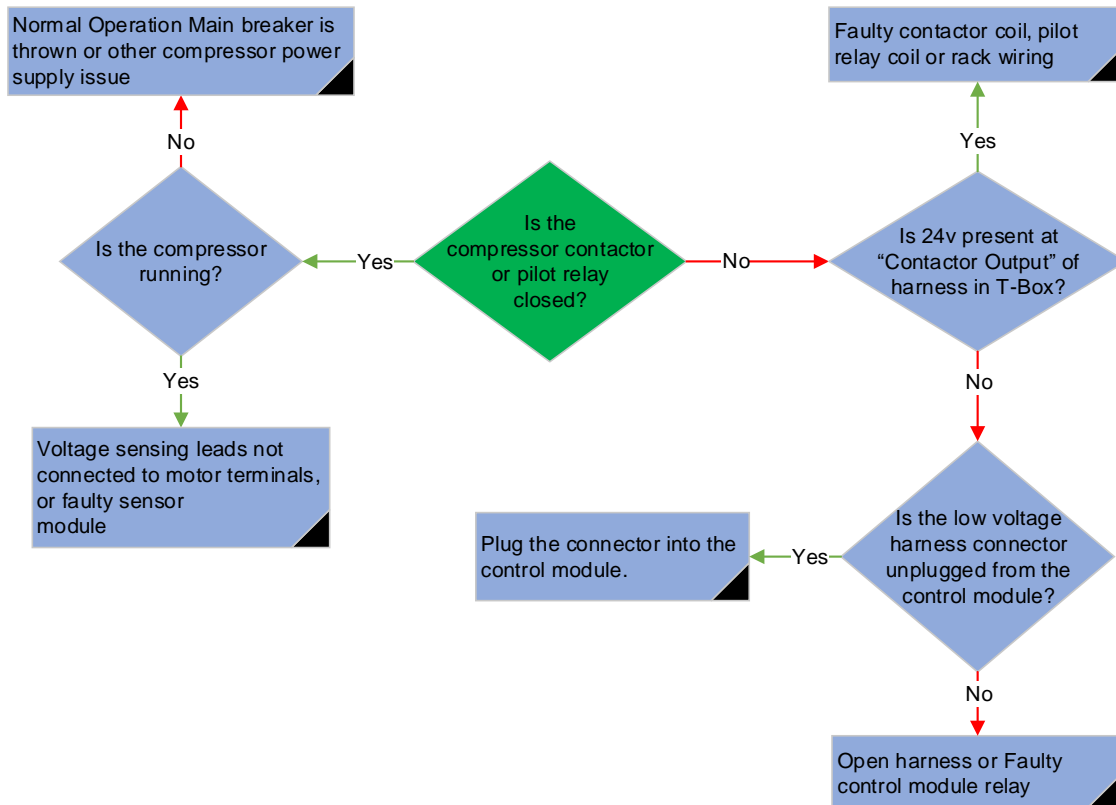 Normal Operation Main breaker is
thrown or other compressor power
supply issue
Faulty contactor coil, pilot
relay coil or rack wiring
No
Yes
Is the compressor
running?
Yes
Is the
compressor contactor
or pilot relay
closed?
No
Is 24v present at
“Contactor Output” of
harness in T-Box?
Yes
No
Voltage sensing leads not
connected to motor terminals,
or faulty sensor
module
Plug the connector into the
control module.
Yes
Is the low voltage
harness connector
unplugged from the
control module?
No
Open harness or Faulty
control module relay